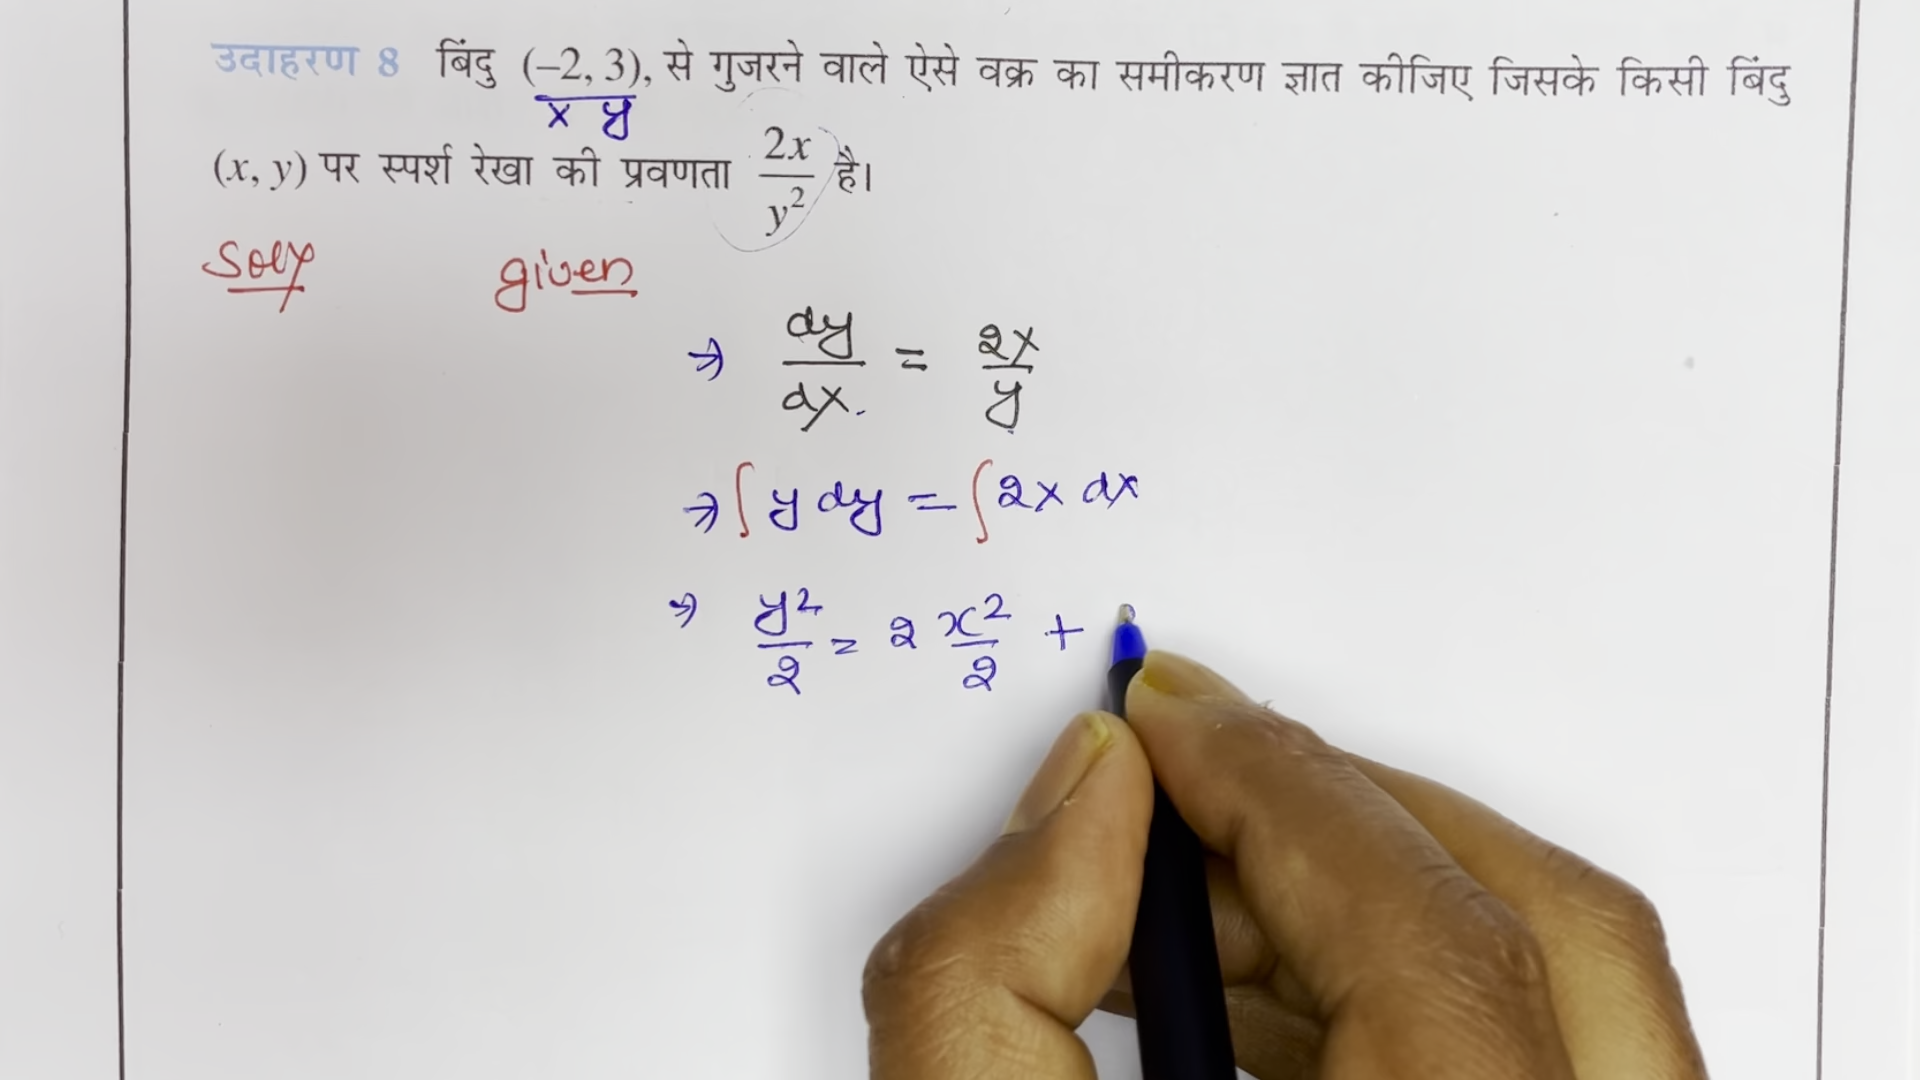 उदाहरण 8 बिंदु (–2, 3), से गुजरने वाले ऐसे वक्र का समीकरण ज्ञात कीजिए जिसके किसी बिंदु
x y
(x, y) पर स्पर्श रेखा की प्रवणता 2x/y² है।
Soln given
⇒ dy/dx = 2x/y
⇒ ∫ y dy = ∫ 2x dx
⇒ y²/2 = 2 x²/2 +